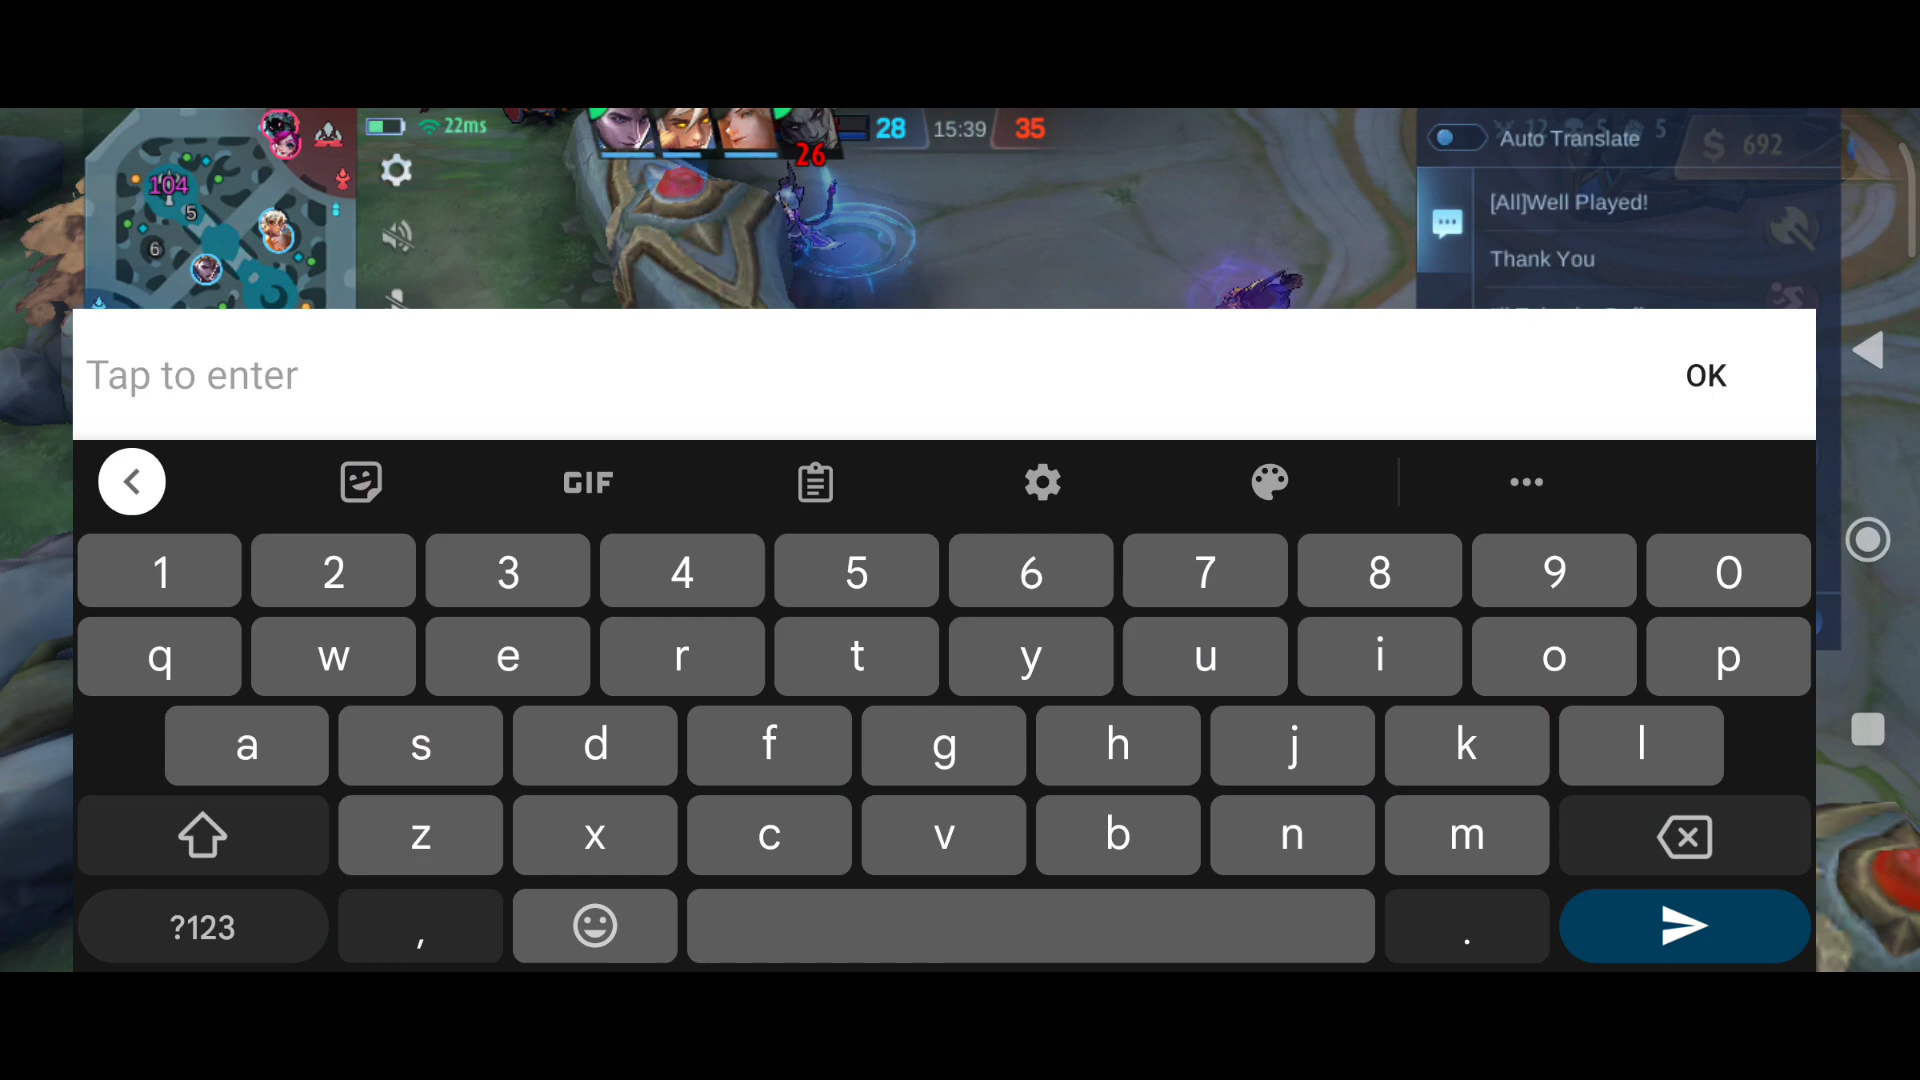 22ms
28 15:39 35
26
104
5
6
Auto Translate
692
[All]Well Played!
Thank You
Tap to enter
OK
GIF
1 2 3 4 5 6 7 8 9 0
q w e r t y u i o p
a s d f g h j k l
z x c v b n m
?123 , .